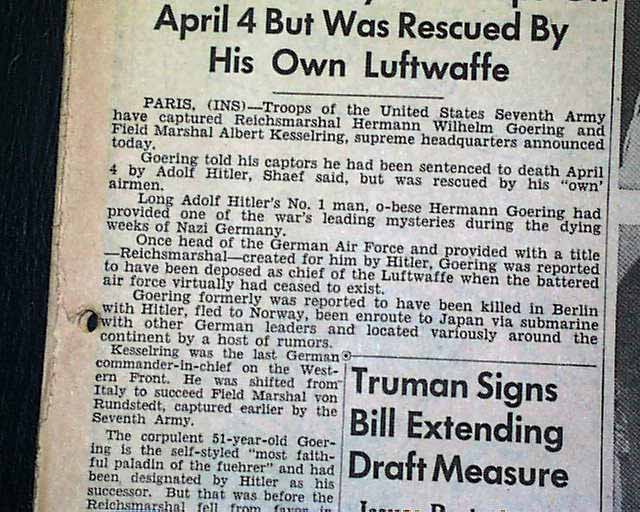 April 4 But Was Rescued By
His Own Luftwaffe
PARIS, (INS)—Troops of the United States Seventh Army
have captured Reichsmarshal Hermann Wilhelm Goering and
Field Marshal Albert Kesselring, supreme headquarters announced
today.
Goering told his captors he had been sentenced to death April
4 by Adolf Hitler, Shaef said, but was rescued by his "own'
airmen.
Long Adolf Hitler's No. 1 man, o-bese Hermann Goering had
provided one of the war's leading mysteries during the dying
weeks of Nazi Germany.
Once head of the German Air Force and provided with a title
—Reichsmarshal—created for him by Hitler, Goering was reported
to have been deposed as chief of the Luftwaffe when the battered
air force virtually had ceased to exist.
Goering formerly was reported to have been killed in Berlin
with Hitler, fled to Norway, been enroute to Japan via submarine
with other German leaders and located variously around the
continent by a host of rumors.
Kesselring was the last German
commander-in-chief on the West-
ern Front. He was shifted from
Italy to succeed Field Marshal von
Rundstedt, captured earlier by the
Seventh Army.
The corpulent 51-year-old Goer-
ing is the self-styled "most faith-
ful paladin of the fuehrer" and had
been designated by Hitler as his
successor. But that was before the
Reichsmarshal fell from favor in
Truman Signs
Bill Extending
Draft Measure